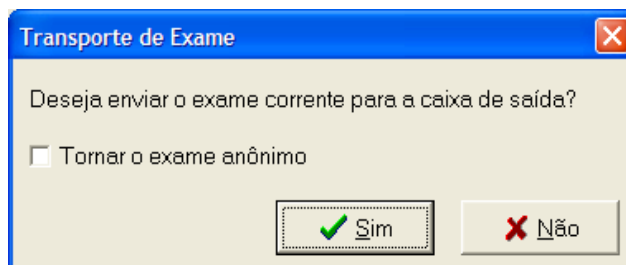 Transporte de Exame
Deseja enviar o exame corrente para a caixa de saída?
Tornar o exame anônimo
Sim Não